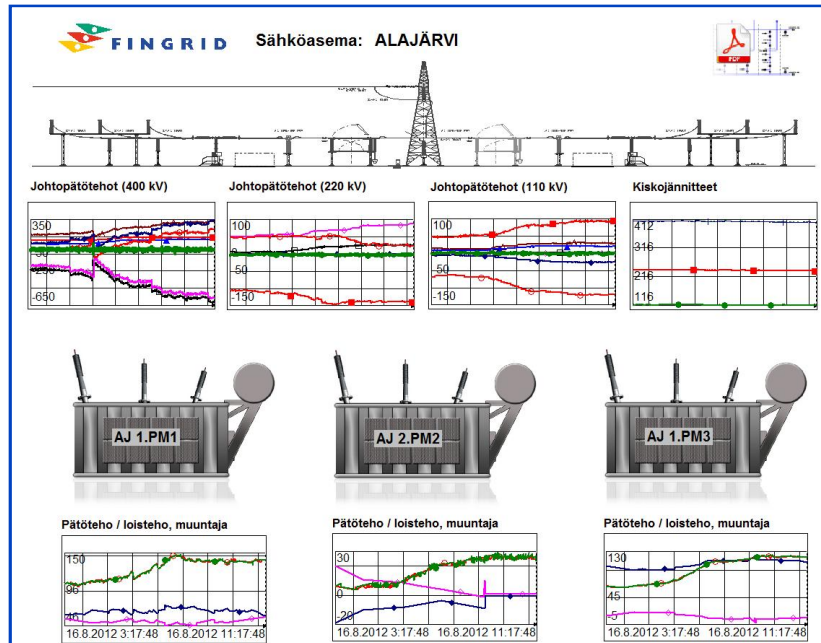 FINGRID
Sähköasema: ALAJÄRVI
PDF
Johtopätötehot (400 kV)
Johtopätötehot (220 kV)
Johtopätötehot (110 kV)
Kiskojännitteet
350
-650
100
0
50
-150
100
50
-150
412
316
216
116
AJ 1.PM1
AJ 2.PM2
AJ 1.PM3
Pätöteho / loisteho, muuntaja
Pätöteho / loisteho, muuntaja
Pätöteho / loisteho, muuntaja
150
96
46
30
0
-20
130
45
-5
16.8.2012 3:17:48 16.8.2012 11:17:48
16.8.2012 3:17:48 16.8.2012 11:17:48
16.8.2012 3:17:48 16.8.2012 11:17:48